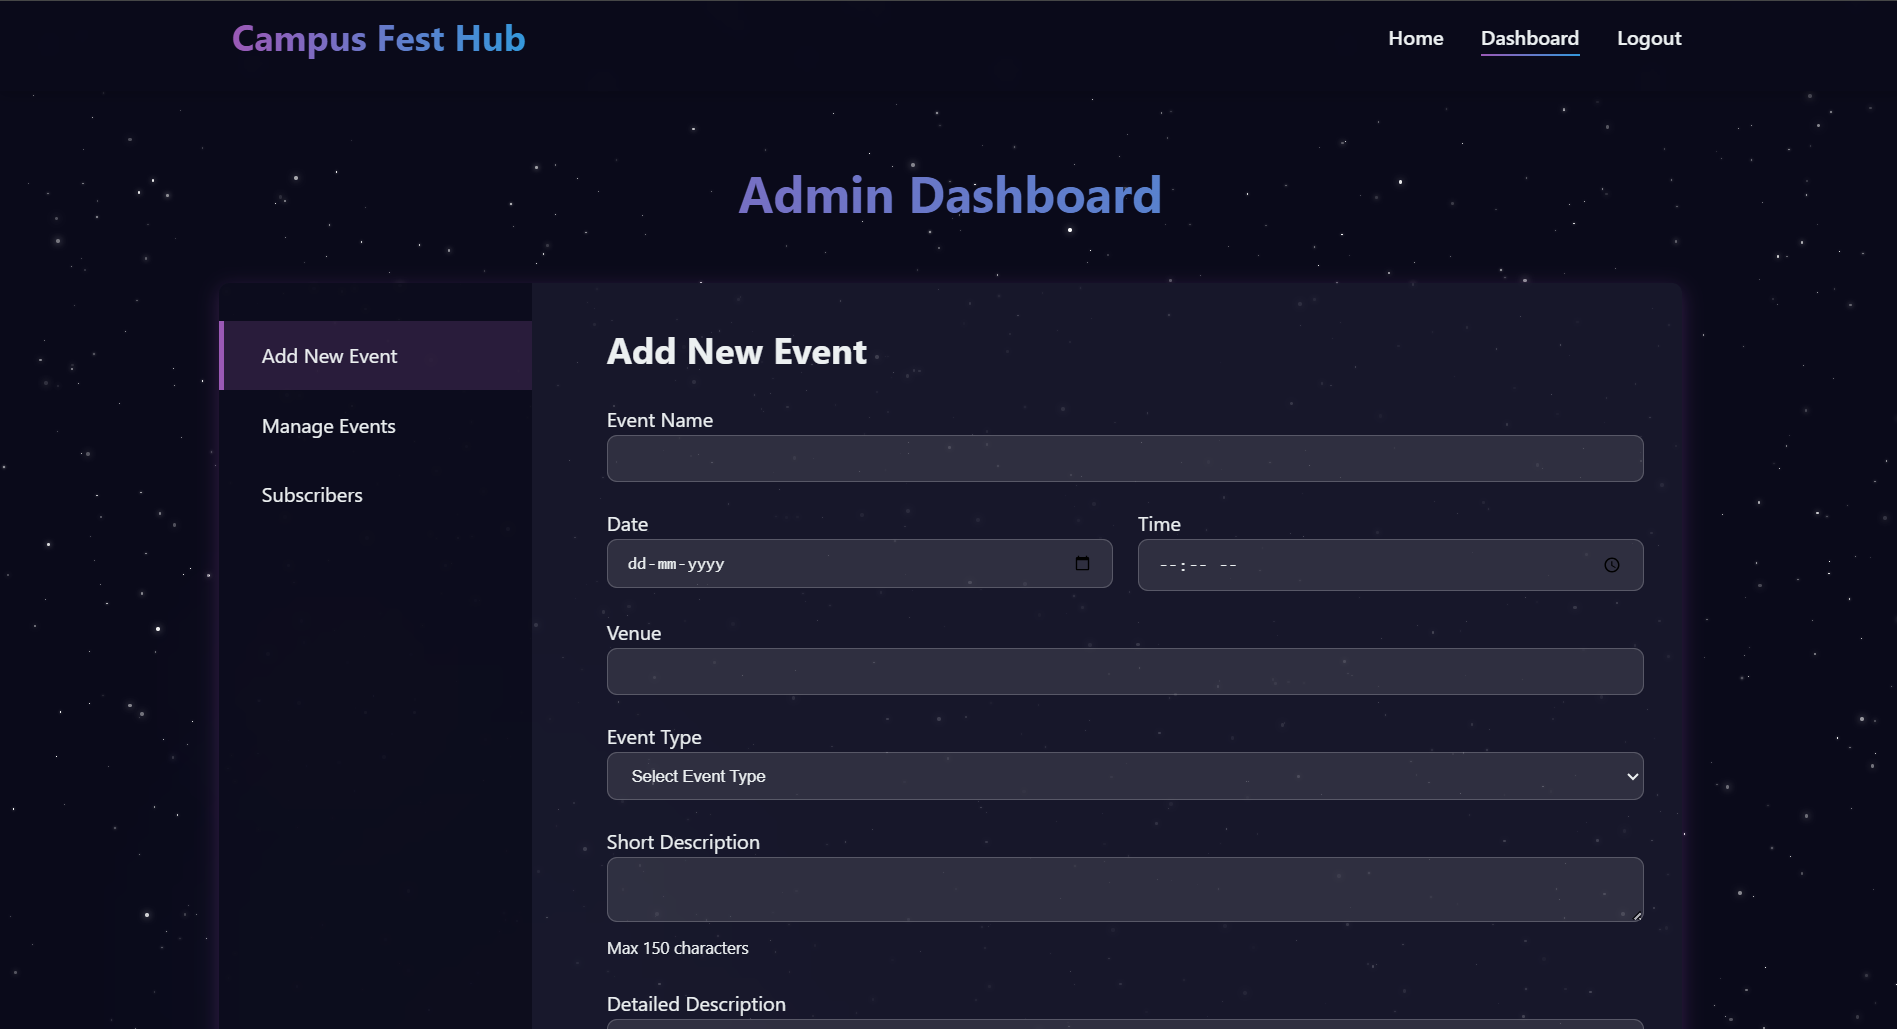 Campus Fest Hub
Home Dashboard Logout
Admin Dashboard
Add New Event
Manage Events
Subscribers
Add New Event
Event Name
Date Time
dd-mm-yyyy --:-- --
Venue
Event Type
Select Event Type
Short Description
Max 150 characters
Detailed Description